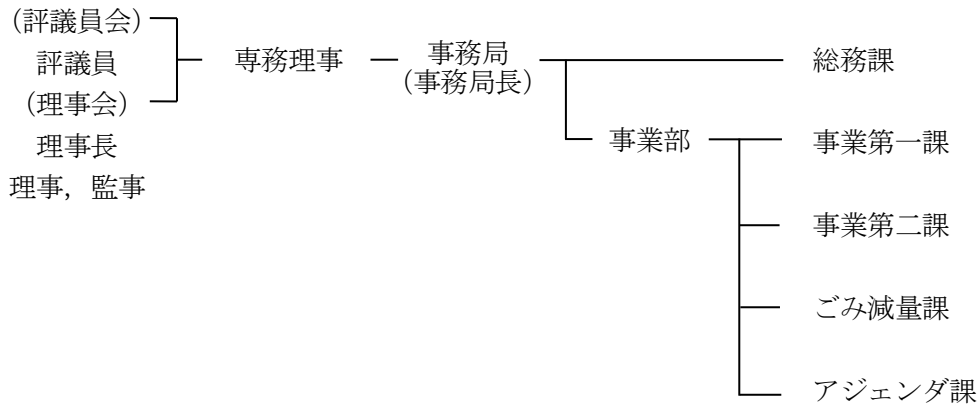 （評議員会）
評議員
（理事会）
理事長
理事，監事
専務理事
事務局
（事務局長）
総務課
事業部
事業第一課
事業第二課
ごみ減量課
アジェンダ課